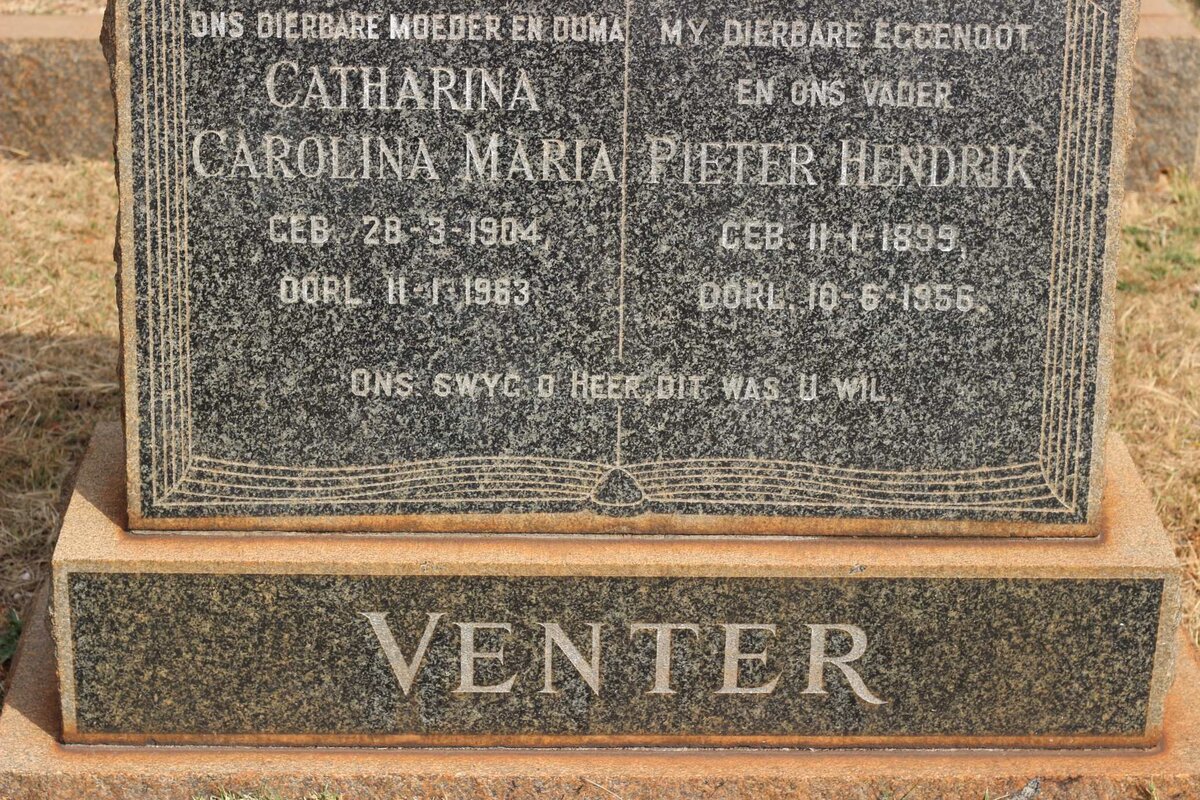 ONS DIERBARE MOEDER EN OUMA
CATHARINA
CAROLINA MARIA
GEB. 28-3-1904,
OORL. 11-1-1963
MY DIERBARE EGGENOOT
EN ONS VADER
PIETER HENDRIK
GEB. 11-1-1899,
OORL. 10-6-1956.
ONS SWYG O HEER, DIT WAS U WIL.
VENTER